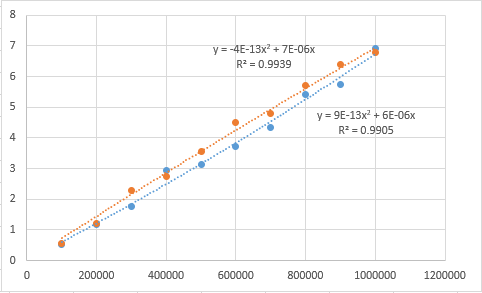 8
7
6
5
4
3
2
1
0
y = -4E-13x² + 7E-06x
R² = 0.9939
y = 9E-13x² + 6E-06x
R² = 0.9905
0 200000 400000 600000 800000 1000000 1200000